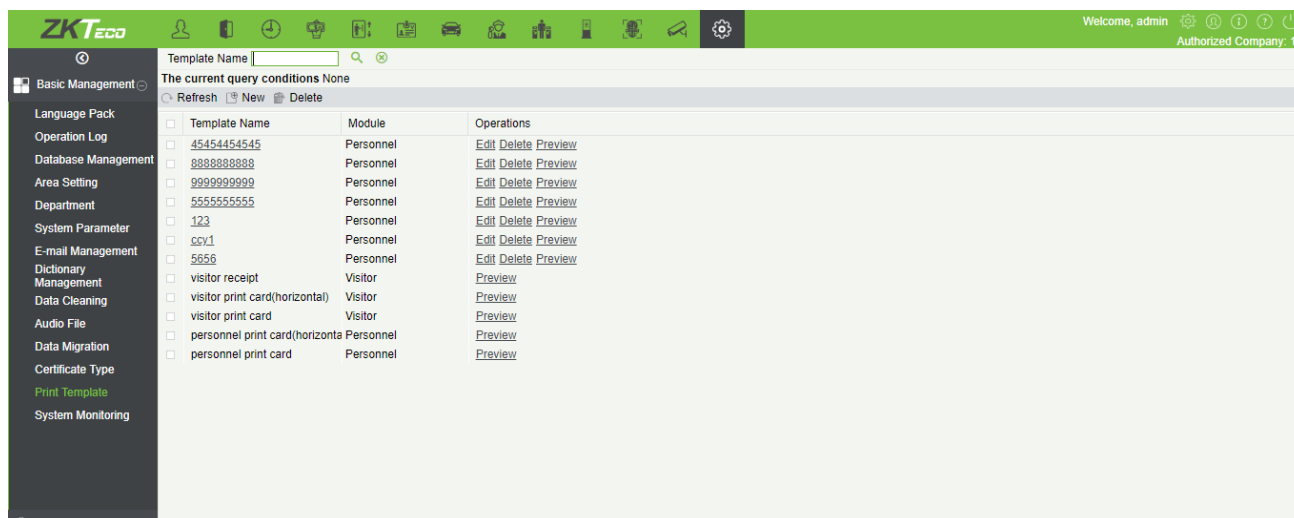 ZKTeco
Welcome, admin
Authorized Company: 1
Template Name
Basic Management
The current query conditions None
Refresh New Delete
Language Pack
Operation Log
Database Management
Area Setting
Department
System Parameter
E-mail Management
Dictionary
Management
Data Cleaning
Audio File
Data Migration
Certificate Type
Print Template
System Monitoring
Template Name Module Operations
45454454545 Personnel Edit Delete Preview
8888888888 Personnel Edit Delete Preview
9999999999 Personnel Edit Delete Preview
5555555555 Personnel Edit Delete Preview
123 Personnel Edit Delete Preview
ccy1 Personnel Edit Delete Preview
5656 Personnel Edit Delete Preview
visitor receipt Visitor Preview
visitor print card(horizontal) Visitor Preview
visitor print card Visitor Preview
personnel print card(horizonta Personnel Preview
personnel print card Personnel Preview